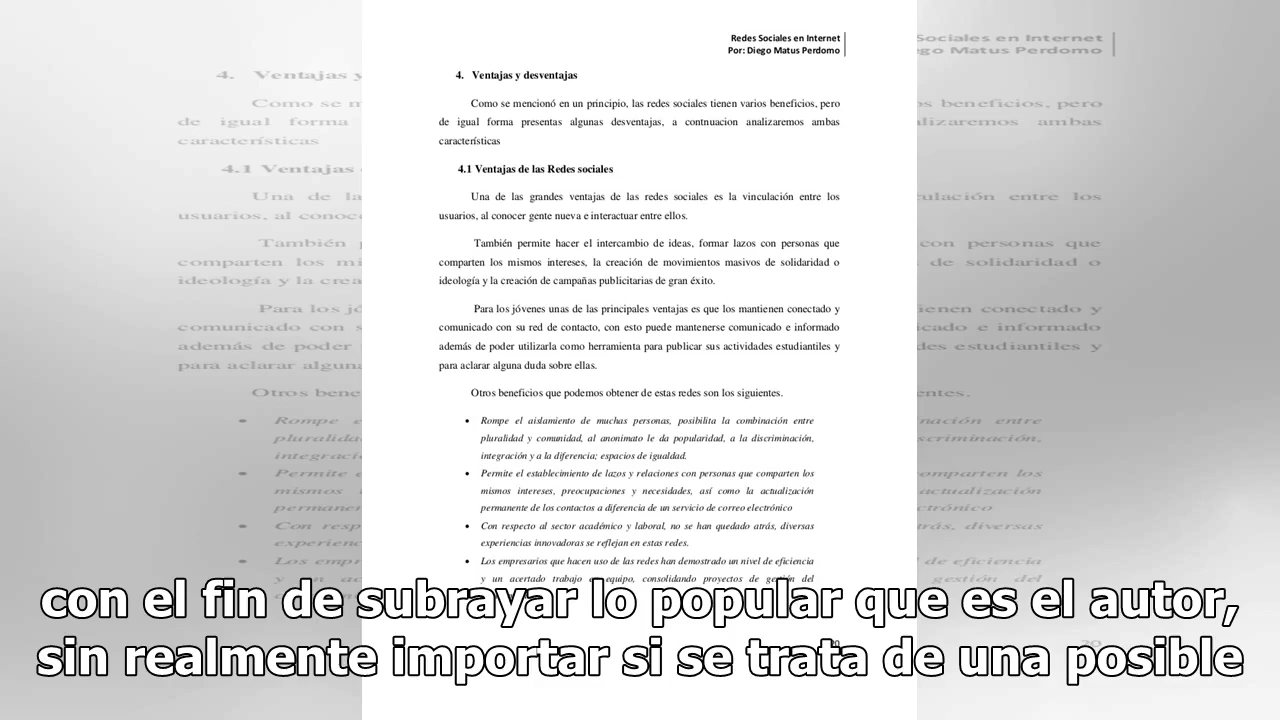 Redes Sociales en Internet
Por: Diego Matus Perdomo
4. Ventajas y desventajas
Como se mencionó en un principio, las redes sociales tienen varios beneficios, pero
de igual forma presentas algunas desventajas, a contnuacion analizaremos ambas
características
4.1 Ventajas de las Redes sociales
Una de las grandes ventajas de las redes sociales es la vinculación entre los
usuarios, al conocer gente nueva e interactuar entre ellos.
También permite hacer el intercambio de ideas, formar lazos con personas que
comparten los mismos intereses, la creación de movimientos masivos de solidaridad o
ideología y la creación de campañas publicitarias de gran éxito.
Para los jóvenes unas de las principales ventajas es que los mantienen conectado y
comunicado con su red de contacto, con esto puede mantenerse comunicado e informado
además de poder utilizarla como herramienta para publicar sus actividades estudiantiles y
para aclarar alguna duda sobre ellas.
Otros beneficios que podemos obtener de estas redes son los siguientes.
• Rompe el aislamiento de muchas personas, posibilita la combinación entre
pluralidad y comunidad, al anonimato le da popularidad, a la discriminación,
integración y a la diferencia; espacios de igualdad.
• Permite el establecimiento de lazos y relaciones con personas que comparten los
mismos intereses, preocupaciones y necesidades, así como la actualización
permanente de los contactos a diferencia de un servicio de correo electrónico
• Con respecto al sector académico y laboral, no se han quedado atrás, diversas
experiencias innovadoras se reflejan en estas redes.
• Los empresarios que hacen uso de las redes han demostrado un nivel de eficiencia
y un acertado trabajo en equipo, consolidando proyectos de gestión del
con el fin de subrayar lo popular que es el autor,
sin realmente importar si se trata de una posible